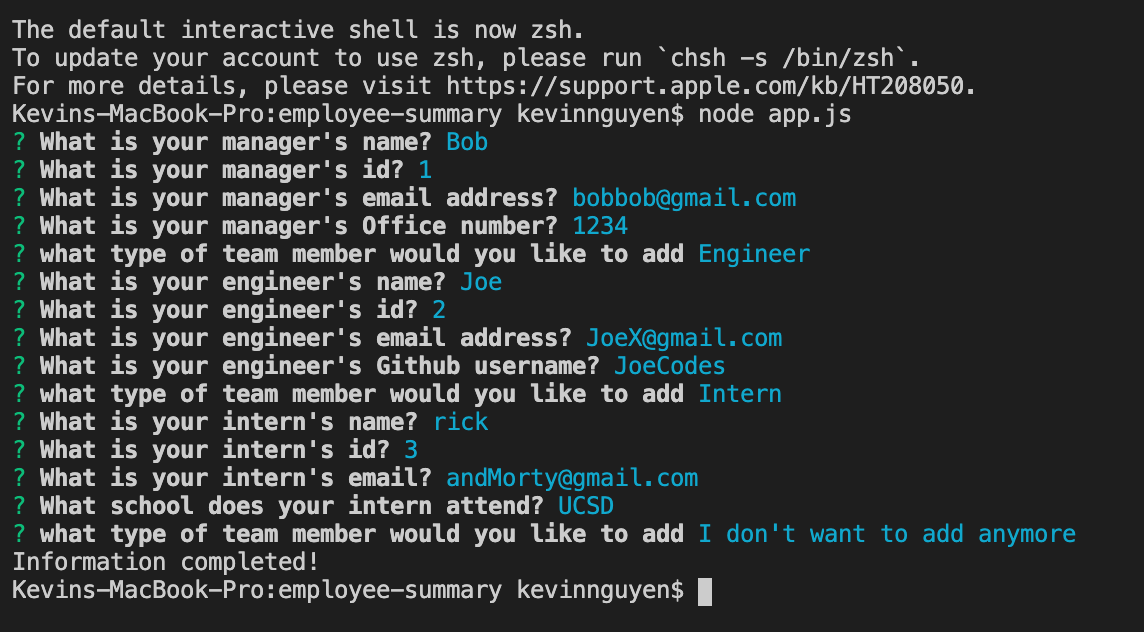 The default interactive shell is now zsh.
To update your account to use zsh, please run `chsh -s /bin/zsh`.
For more details, please visit https://support.apple.com/kb/HT208050.
Kevins-MacBook-Pro:employee-summary kevinnguyen$ node app.js
? What is your manager's name? Bob
? What is your manager's id? 1
? What is your manager's email address? bobbob@gmail.com
? What is your manager's Office number? 1234
? what type of team member would you like to add Engineer
? What is your engineer's name? Joe
? What is your engineer's id? 2
? What is your engineer's email address? JoeX@gmail.com
? What is your engineer's Github username? JoeCodes
? what type of team member would you like to add Intern
? What is your intern's name? rick
? What is your intern's id? 3
? What is your intern's email? andMorty@gmail.com
? What school does your intern attend? UCSD
? what type of team member would you like to add I don't want to add anymore
Information completed!
Kevins-MacBook-Pro:employee-summary kevinnguyen$